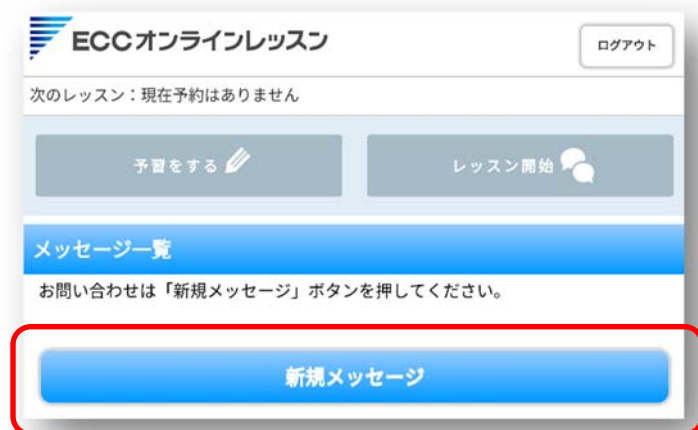 ECCオンラインレッスン
ログアウト
次のレッスン：現在予約はありません
予習をする
レッスン開始
メッセージ一覧
お問い合わせは「新規メッセージ」ボタンを押してください。
新規メッセージ